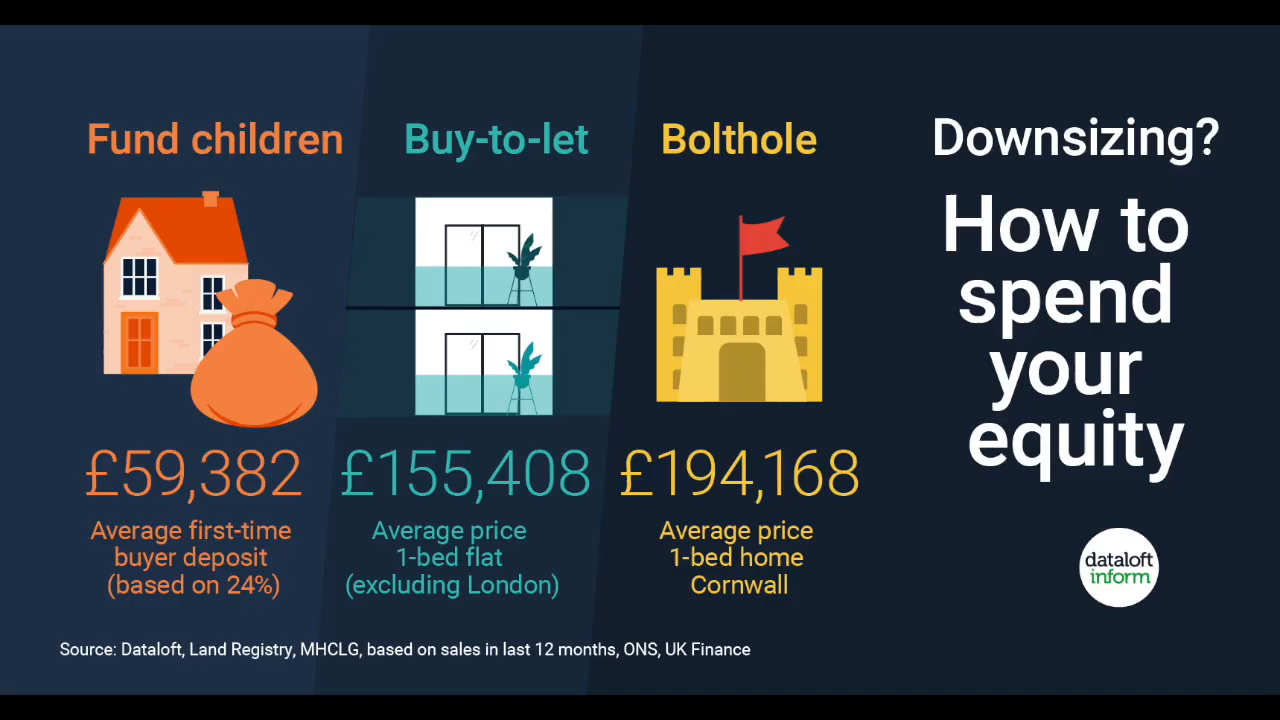 Fund children
Buy-to-let
Bolthole
Downsizing?
How to
spend
your
equity
£59,382
Average first-time
buyer deposit
(based on 24%)
£155,408
Average price
1-bed flat
(excluding London)
£194,168
Average price
1-bed home
Cornwall
dataloft
inform
Source: Dataloft, Land Registry, MHCLG, based on sales in last 12 months, ONS, UK Finance